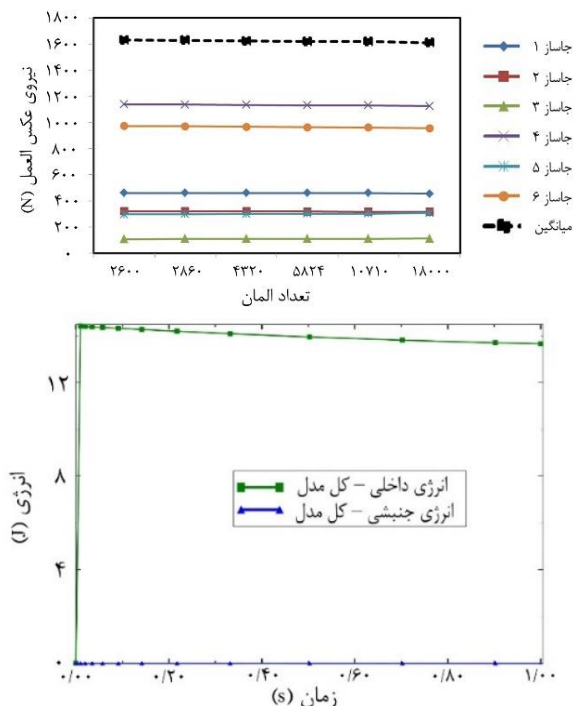 ۱۸۰۰
۱۶۰۰
۱۴۰۰
۱۲۰۰
۱۰۰۰
۸۰۰
۶۰۰
۴۰۰
۲۰۰
۰
نیروی عکس العمل (N)
۲۶۰۰ ۲۸۶۰ ۴۳۲۰ ۵۸۲۴ ۱۰۷۱۰ ۱۸۰۰۰
تعداد المان
جاساز ۱
جاساز ۲
جاساز ۳
جاساز ۴
جاساز ۵
جاساز ۶
میانگین
۱۲
۸
۴
۰
انرژی (J)
انرژی داخلی – کل مدل
انرژی جنبشی – کل مدل
۰/۰۰ ۰/۲۰ ۰/۴۰ ۰/۶۰ ۰/۸۰ ۱/۰۰
زمان (s)